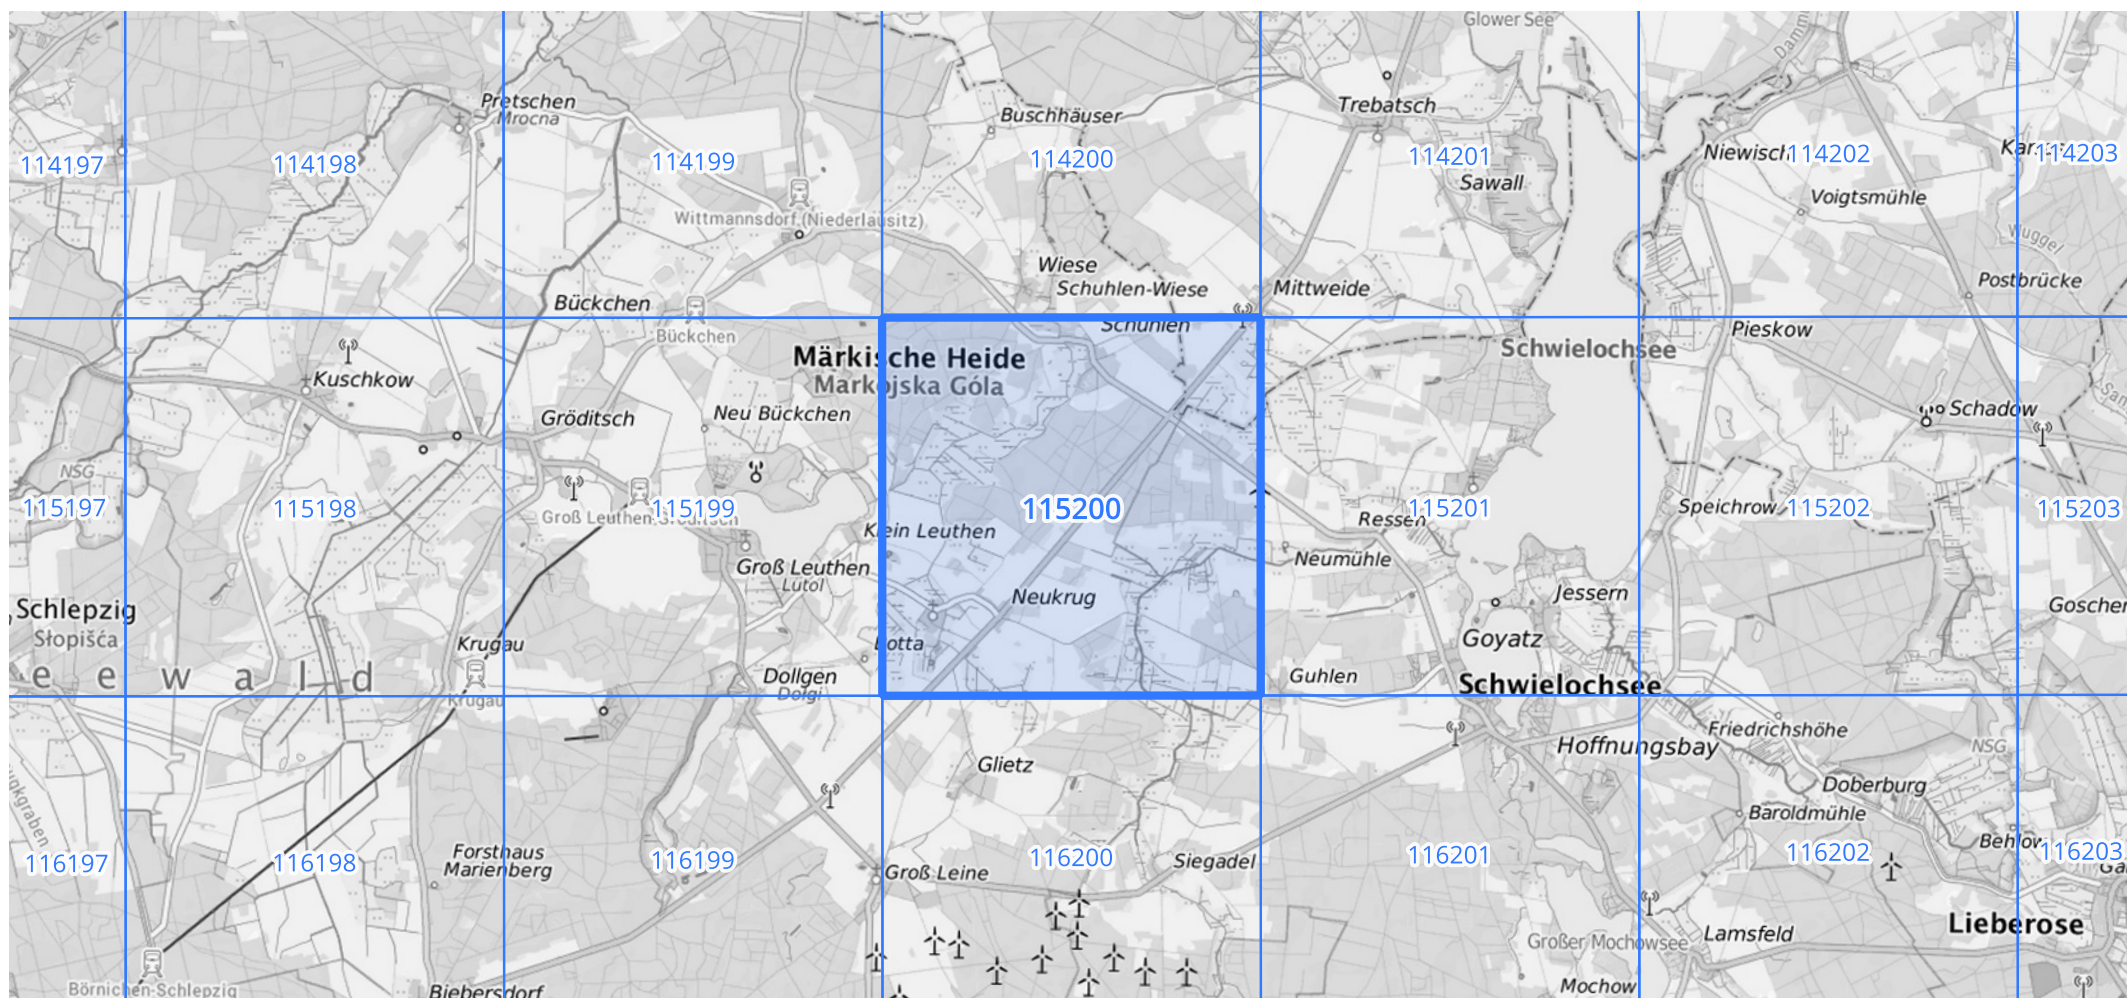 Glower See
Damm
Pretschen
Mrocna
Buschhäuser
Trebatsch
114197
114198
114199
114200
114201
Niewisch
114202
114203
Sawall
Voigtsmühle
Wittmannsdorf (Niederlausitz)
Wuggel
Wiese
Schuhlen-Wiese
Mittweide
Postbrücke
Bückchen
Bückchen
Schuhlen
Pieskow
Märkische Heide
Markojska Góla
Schwielochsee
Kuschkow
Gröditsch
Neu Bückchen
Schadow
NSG
115197
115198
115199
115200
115201
Speichrow
115202
115203
Groß Leuthen-Gröditsch
Ressen
Klein Leuthen
Neumühle
Groß Leuthen
Lutol
Neukrug
Jessern
Schlepzig
Słopišća
Krugau
Goyatz
e e w a l d
Dollgen
Dolgi
Guhlen
Schwielochsee
Krugau
Friedrichshöhe
Glietz
Hoffnungsbay
NSG
Doberburg
Baroldmühle
Forsthaus
Marienberg
116197
116198
116199
116200
Siegadel
116201
116202
Behlow
116203
Groß Leine
Lieberose
Großer Mochowsee
Lamsfeld
Mochow
Börnichen-Schlepzig
Biebersdorf